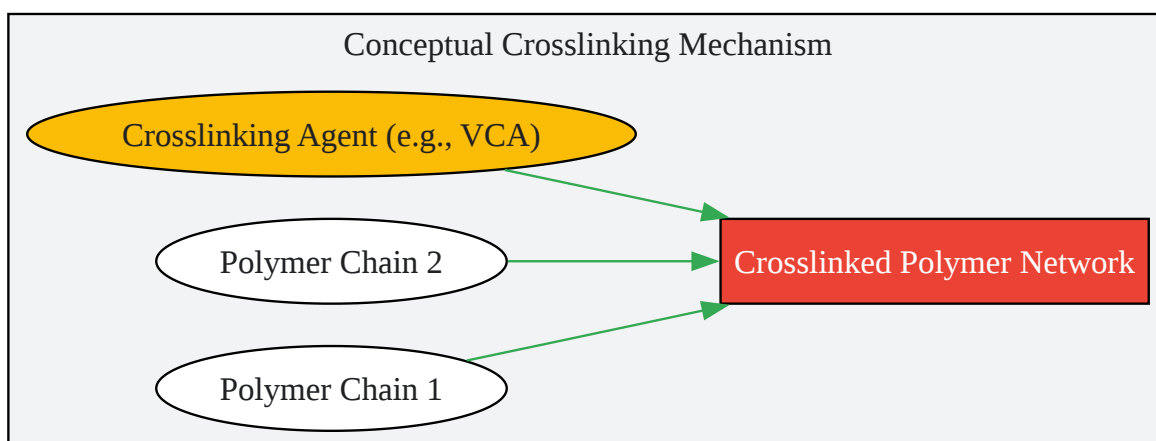 Conceptual Crosslinking Mechanism
Crosslinking Agent (e.g., VCA)
Polymer Chain 2
Crosslinked Polymer Network
Polymer Chain 1